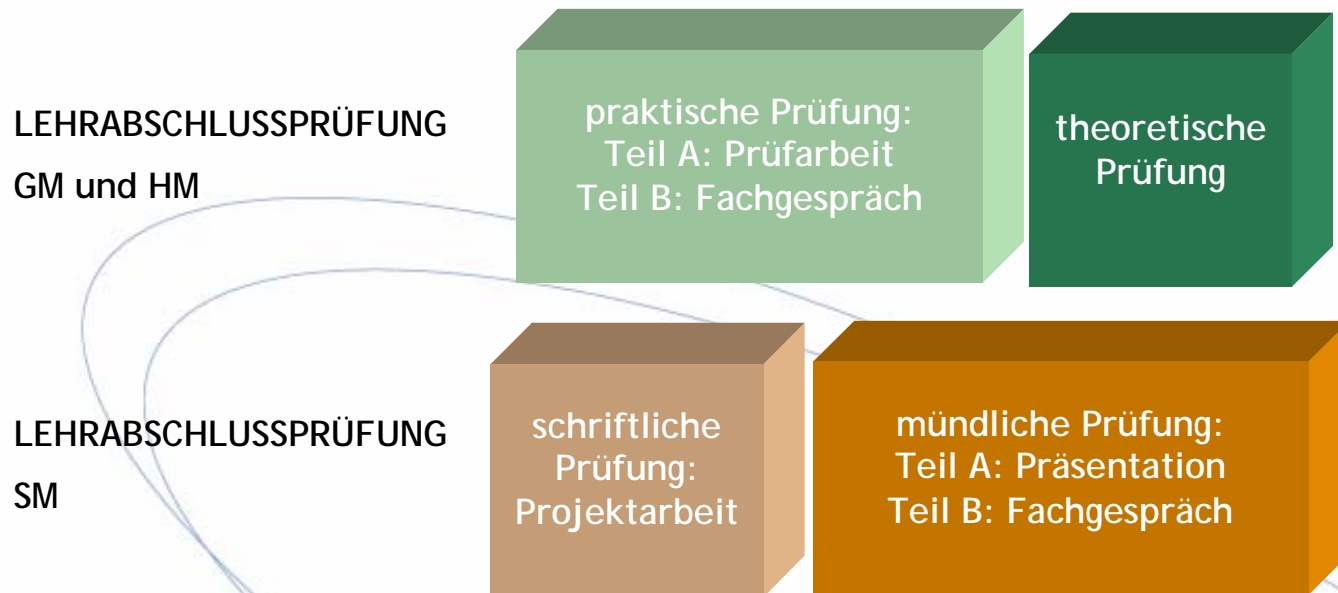 LEHRABSCHLUSSPRÜFUNG
GM und HM
praktische Prüfung:
Teil A: Prüfarbeit
Teil B: Fachgespräch
theoretische
Prüfung
LEHRABSCHLUSSPRÜFUNG
SM
schriftliche
Prüfung:
Projektarbeit
mündliche Prüfung:
Teil A: Präsentation
Teil B: Fachgespräch